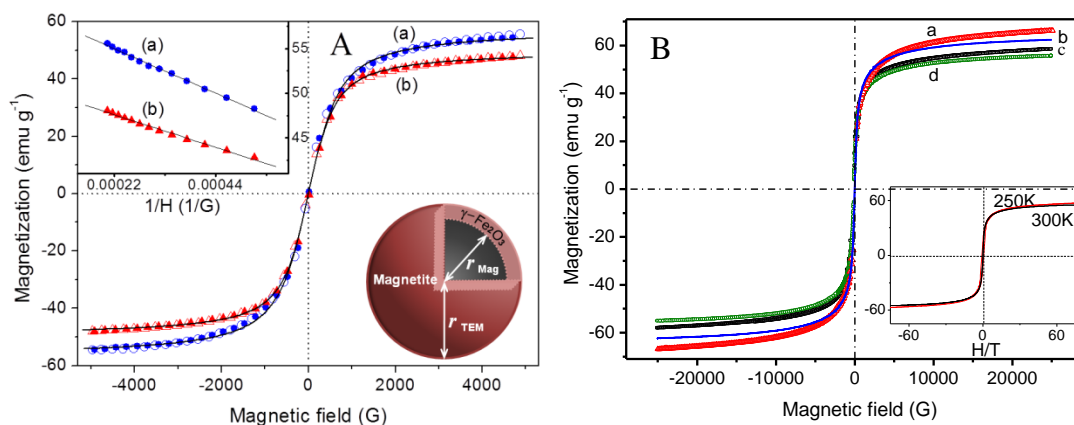 A
(a)
(b)
Magnetization (emu g⁻¹)
60
40
20
0
-20
-40
-60
-4000
-2000
0
2000
4000
Magnetic field (G)
(a)
(b)
55
50
45
0.00022
0.00044
1/H (1/G)
γ-Fe₂O₃
r Mag
Magnetite
r TEM
B
a
b
c
d
Magnetization (emu g⁻¹)
60
40
20
0
-20
-40
-60
-20000
-10000
0
10000
20000
Magnetic field (G)
250K
300K
60
0
-60
-60
0
60
H/T